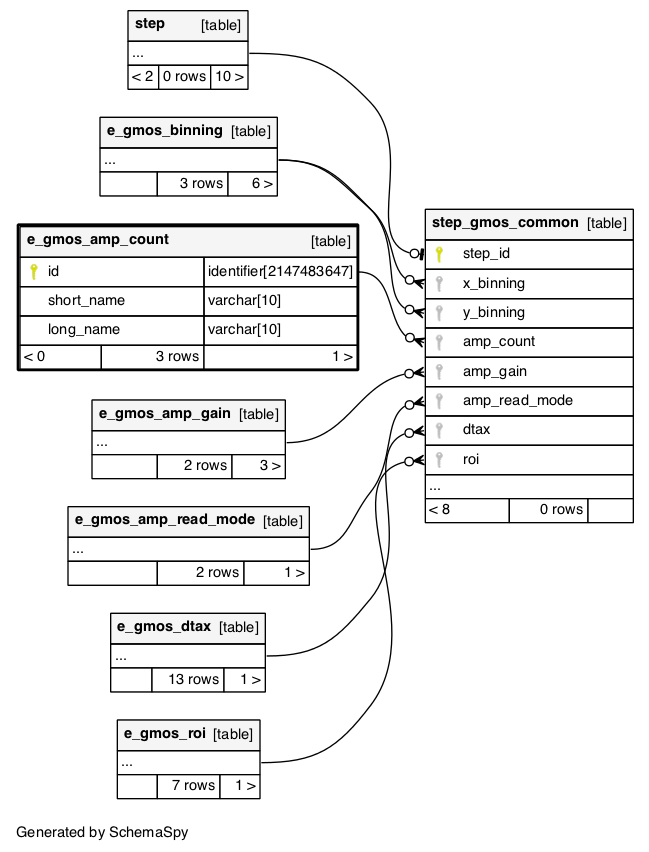 step [table]
...
< 2 0 rows 10 >
e_gmos_binning [table]
...
3 rows 6 >
e_gmos_amp_count [table]
id identifier[2147483647]
short_name varchar[10]
long_name varchar[10]
< 0 3 rows 1 >
e_gmos_amp_gain [table]
...
2 rows 3 >
e_gmos_amp_read_mode [table]
...
2 rows 1 >
e_gmos_dtax [table]
...
13 rows 1 >
e_gmos_roi [table]
...
7 rows 1 >
step_gmos_common [table]
step_id
x_binning
y_binning
amp_count
amp_gain
amp_read_mode
dtax
roi
...
< 8 0 rows
Generated by SchemaSpy